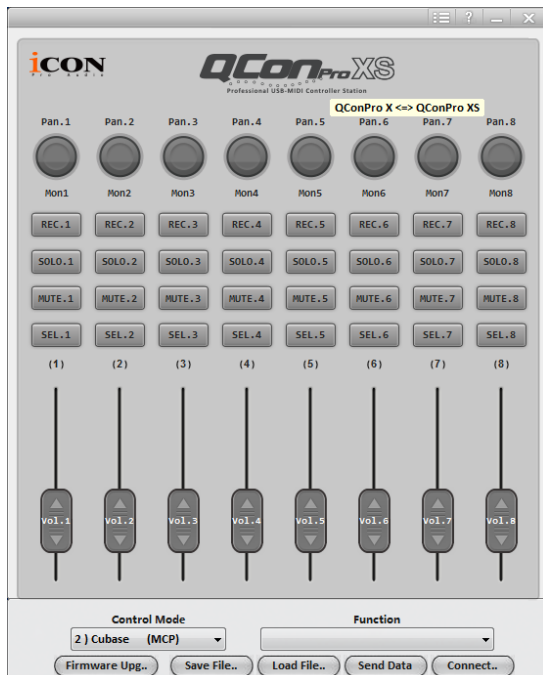 iCON
Pro Audio
QCon Pro XS
Professional USB-MIDI Controller Station
QConPro X <=> QConPro XS
Pan.1 Pan.2 Pan.3 Pan.4 Pan.5 Pan.6 Pan.7 Pan.8
Mon1 Mon2 Mon3 Mon4 Mon5 Mon6 Mon7 Mon8
REC.1 REC.2 REC.3 REC.4 REC.5 REC.6 REC.7 REC.8
SOLO.1 SOLO.2 SOLO.3 SOLO.4 SOLO.5 SOLO.6 SOLO.7 SOLO.8
MUTE.1 MUTE.2 MUTE.3 MUTE.4 MUTE.5 MUTE.6 MUTE.7 MUTE.8
SEL.1 SEL.2 SEL.3 SEL.4 SEL.5 SEL.6 SEL.7 SEL.8
(1) (2) (3) (4) (5) (6) (7) (8)
Vol.1 Vol.2 Vol.3 Vol.4 Vol.5 Vol.6 Vol.7 Vol.8
Control Mode Function
2 ) Cubase (MCP)
Firmware Upg.. Save File.. Load File.. Send Data Connect..